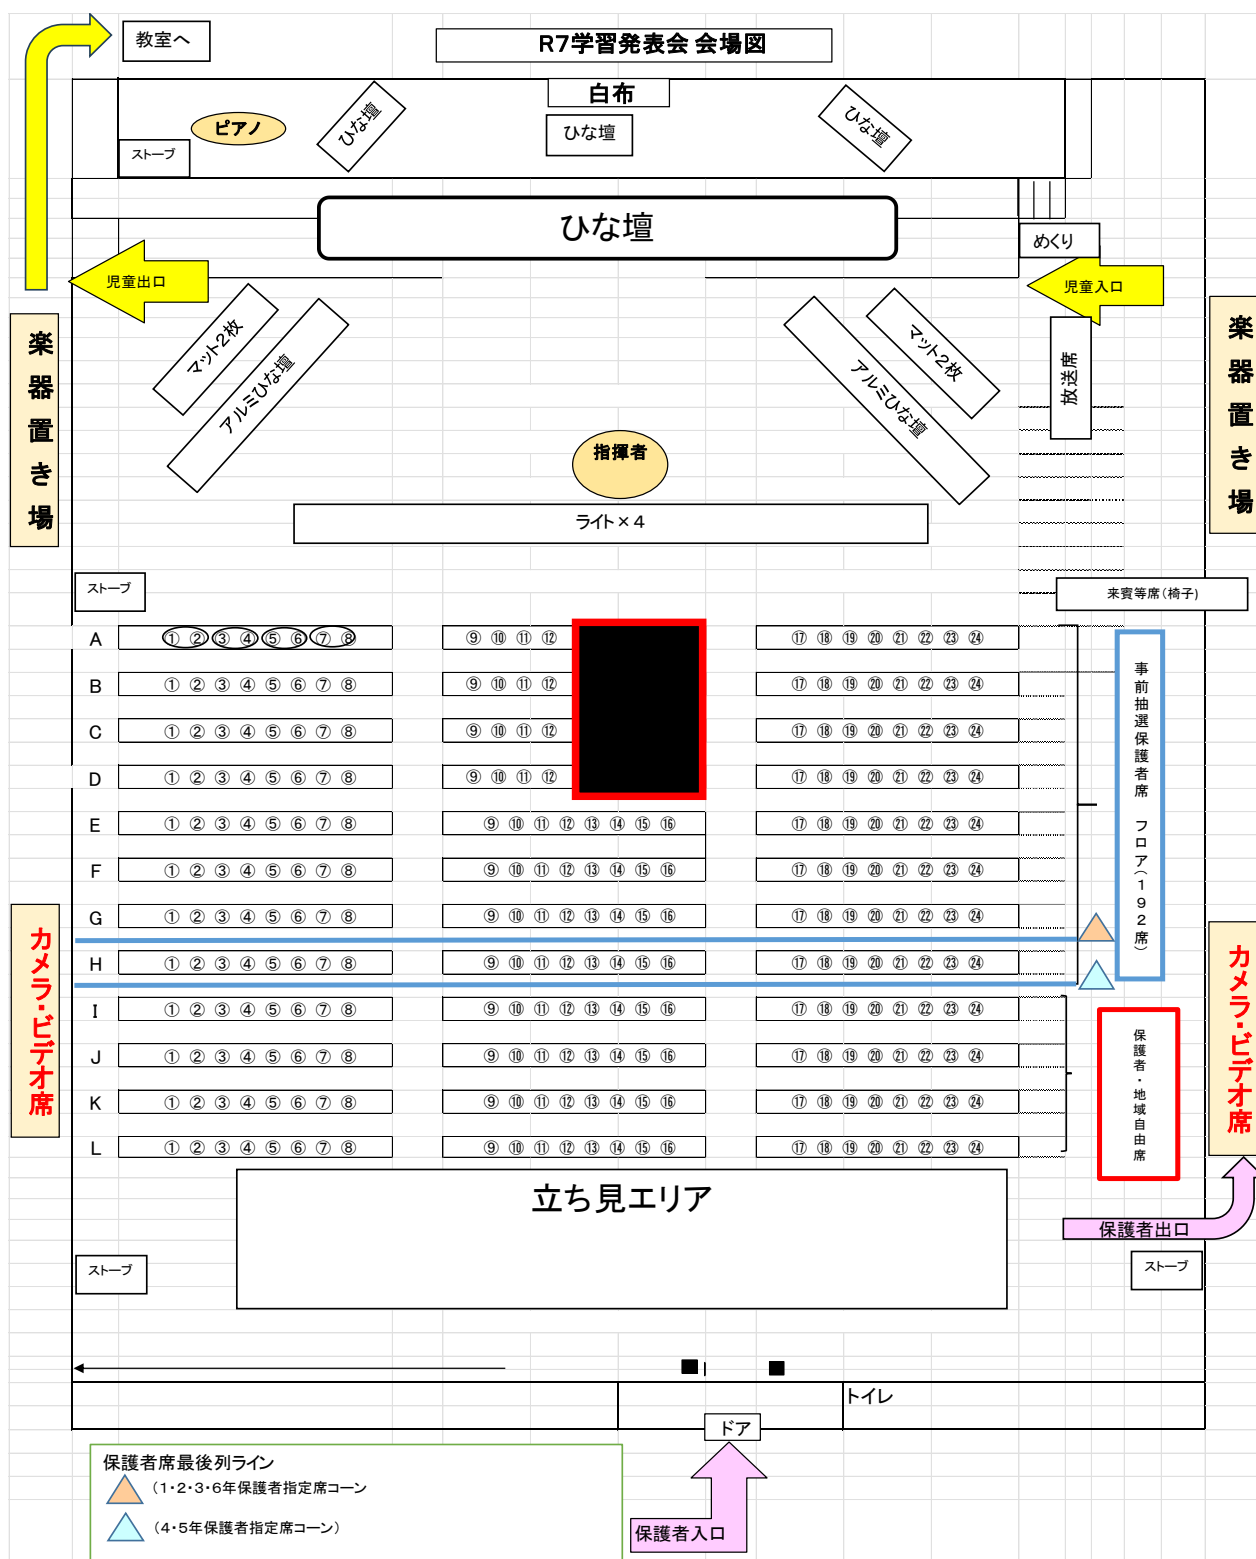 教室へ
R7学習発表会 会場図
白布
ピアノ
ひな壇
ひな壇
ひな壇
ストーブ
ひな壇
めくり
児童出口
児童入口
楽器置き場
マット2枚
アルミひな壇
マット2枚
アルミひな壇
放送席
楽器置き場
指揮者
ライト×4
ストーブ
来賓等席(椅子)
A ① ② ③ ④ ⑤ ⑥ ⑦ ⑧ ⑨ ⑩ ⑪ ⑫ ⑰ ⑱ ⑲ ⑳ ㉑ ㉒ ㉓ ㉔
B ① ② ③ ④ ⑤ ⑥ ⑦ ⑧ ⑨ ⑩ ⑪ ⑫ ⑰ ⑱ ⑲ ⑳ ㉑ ㉒ ㉓ ㉔
C ① ② ③ ④ ⑤ ⑥ ⑦ ⑧ ⑨ ⑩ ⑪ ⑫ ⑰ ⑱ ⑲ ⑳ ㉑ ㉒ ㉓ ㉔
D ① ② ③ ④ ⑤ ⑥ ⑦ ⑧ ⑨ ⑩ ⑪ ⑫ ⑰ ⑱ ⑲ ⑳ ㉑ ㉒ ㉓ ㉔
E ① ② ③ ④ ⑤ ⑥ ⑦ ⑧ ⑨ ⑩ ⑪ ⑫ ⑬ ⑭ ⑮ ⑯ ⑰ ⑱ ⑲ ⑳ ㉑ ㉒ ㉓ ㉔
F ① ② ③ ④ ⑤ ⑥ ⑦ ⑧ ⑨ ⑩ ⑪ ⑫ ⑬ ⑭ ⑮ ⑯ ⑰ ⑱ ⑲ ⑳ ㉑ ㉒ ㉓ ㉔
G ① ② ③ ④ ⑤ ⑥ ⑦ ⑧ ⑨ ⑩ ⑪ ⑫ ⑬ ⑭ ⑮ ⑯ ⑰ ⑱ ⑲ ⑳ ㉑ ㉒ ㉓ ㉔
H ① ② ③ ④ ⑤ ⑥ ⑦ ⑧ ⑨ ⑩ ⑪ ⑫ ⑬ ⑭ ⑮ ⑯ ⑰ ⑱ ⑲ ⑳ ㉑ ㉒ ㉓ ㉔
I ① ② ③ ④ ⑤ ⑥ ⑦ ⑧ ⑨ ⑩ ⑪ ⑫ ⑬ ⑭ ⑮ ⑯ ⑰ ⑱ ⑲ ⑳ ㉑ ㉒ ㉓ ㉔
J ① ② ③ ④ ⑤ ⑥ ⑦ ⑧ ⑨ ⑩ ⑪ ⑫ ⑬ ⑭ ⑮ ⑯ ⑰ ⑱ ⑲ ⑳ ㉑ ㉒ ㉓ ㉔
K ① ② ③ ④ ⑤ ⑥ ⑦ ⑧ ⑨ ⑩ ⑪ ⑫ ⑬ ⑭ ⑮ ⑯ ⑰ ⑱ ⑲ ⑳ ㉑ ㉒ ㉓ ㉔
L ① ② ③ ④ ⑤ ⑥ ⑦ ⑧ ⑨ ⑩ ⑪ ⑫ ⑬ ⑭ ⑮ ⑯ ⑰ ⑱ ⑲ ⑳ ㉑ ㉒ ㉓ ㉔
事前抽選保護者席 フロア(192席)
カメラ・ビデオ席
保護者・地域自由席
カメラ・ビデオ席
立ち見エリア
保護者出口
ストーブ
ストーブ
トイレ
ドア
保護者席最後列ライン
(1・2・3・6年保護者指定席コーン
(4・5年保護者指定席コーン)
保護者入口